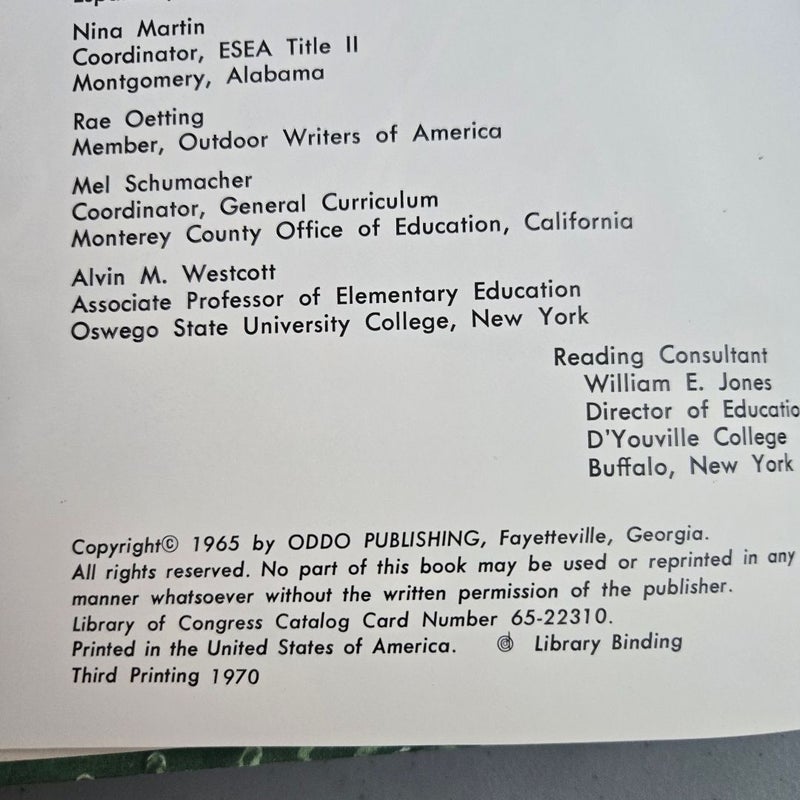 Nina Martin
Coordinator, ESEA Title II
Montgomery, Alabama
Rae Oetting
Member, Outdoor Writers of America
Mel Schumacher
Coordinator, General Curriculum
Monterey County Office of Education, California
Alvin M. Westcott
Associate Professor of Elementary Education
Oswego State University College, New York
Reading Consultant
William E. Jones
Director of Educatio
D'Youville College
Buffalo, New York
Copyright© 1965 by ODDO PUBLISHING, Fayetteville, Georgia.
All rights reserved. No part of this book may be used or reprinted in any
manner whatsoever without the written permission of the publisher.
Library of Congress Catalog Card Number 65-22310.
Printed in the United States of America. Library Binding
Third Printing 1970